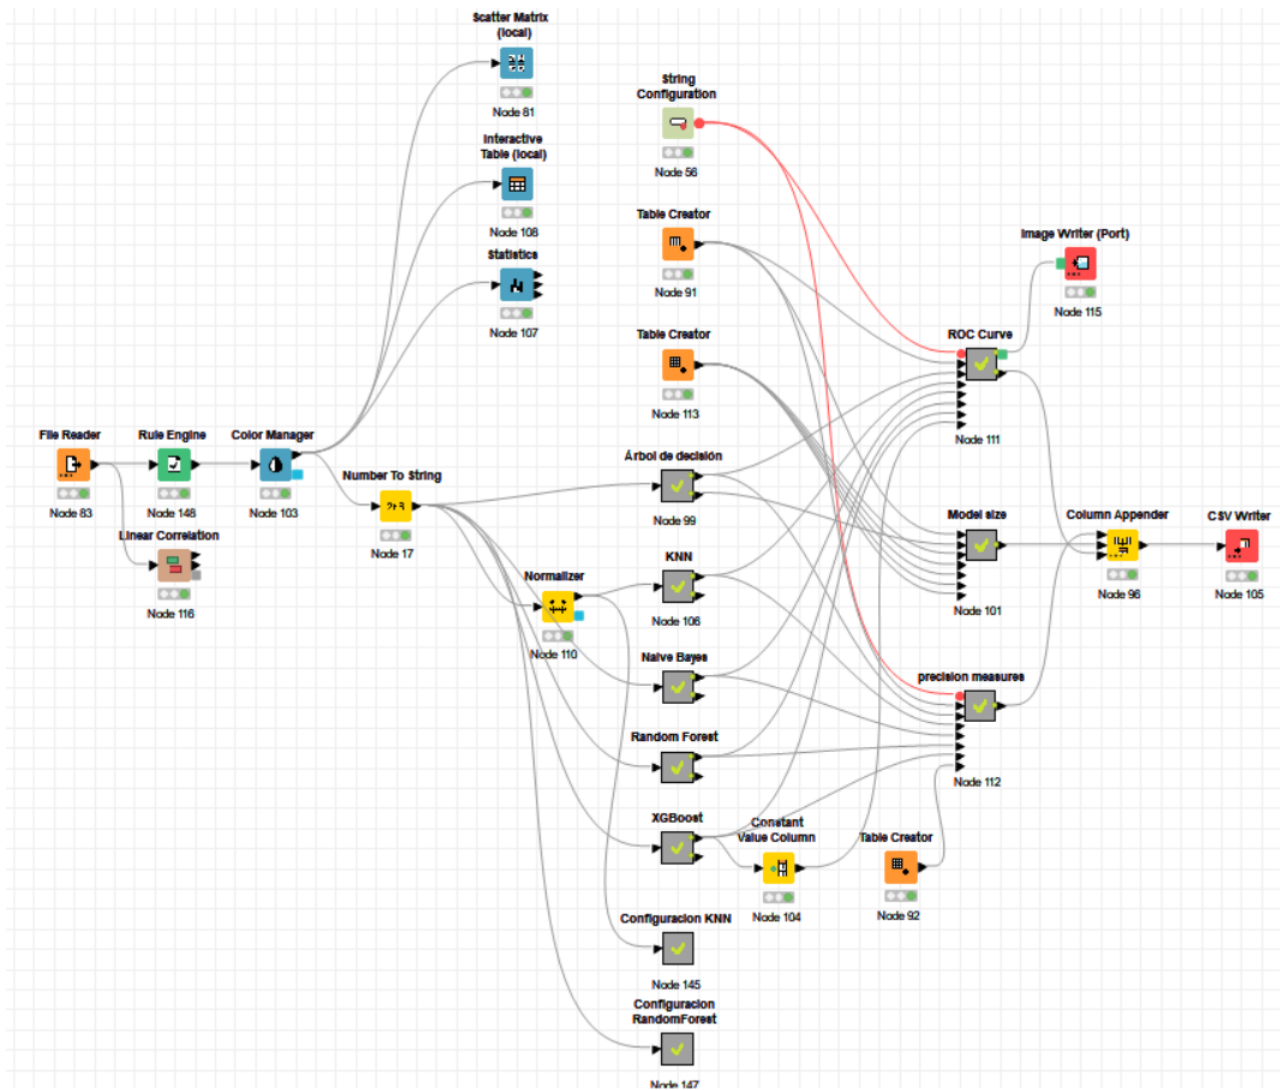 Scatter Matrix
(local)
Node 81
String
Configuration
Node 56
Interactive
Table (local)
Node 108
Table Creator
Node 91
Statistics
Node 107
Image Writer (Port)
Node 115
Table Creator
Node 113
ROC Curve
Node 111
File Reader
Node 83
Rule Engine
Node 148
Color Manager
Node 103
Number To String
Node 17
Linear Correlation
Node 116
Árbol de decisión
Node 99
Model size
Node 101
Column Appender
Node 96
CSV Writer
Node 105
Normalizer
Node 110
KNN
Node 106
Naive Bayes
precision measures
Node 112
Random Forest
XGBoost
Constant
Value Column
Node 104
Table Creator
Node 92
Configuracion KNN
Node 145
Configuracion
RandomForest
Node 147